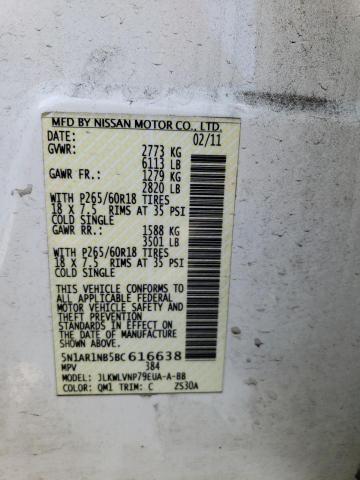 MFD BY NISSAN MOTOR CO., LTD.
DATE: 02/11
GVWR: 2773 KG
6113 LB
GAWR FR.: 1279 KG
2820 LB
WITH P265/60R18 TIRES
18 X 7.5 RIMS AT 35 PSI
COLD SINGLE
GAWR RR.: 1588 KG
3501 LB
WITH P265/60R18 TIRES
18 X 7.5 RIMS AT 35 PSI
COLD SINGLE
THIS VEHICLE CONFORMS TO ALL
APPLICABLE FEDERAL MOTOR VEHICLE
SAFETY, BUMPER, THEFT PREVENTION
STANDARDS IN EFFECT ON THE
DATE OF MANUFACTURE SHOWN ABOVE.
5N1AR1NB5BC616638
MPV 384
MODEL: JLKWLVNP79EUA-A-BB
COLOR: QM1 TRIM: C ZS30A